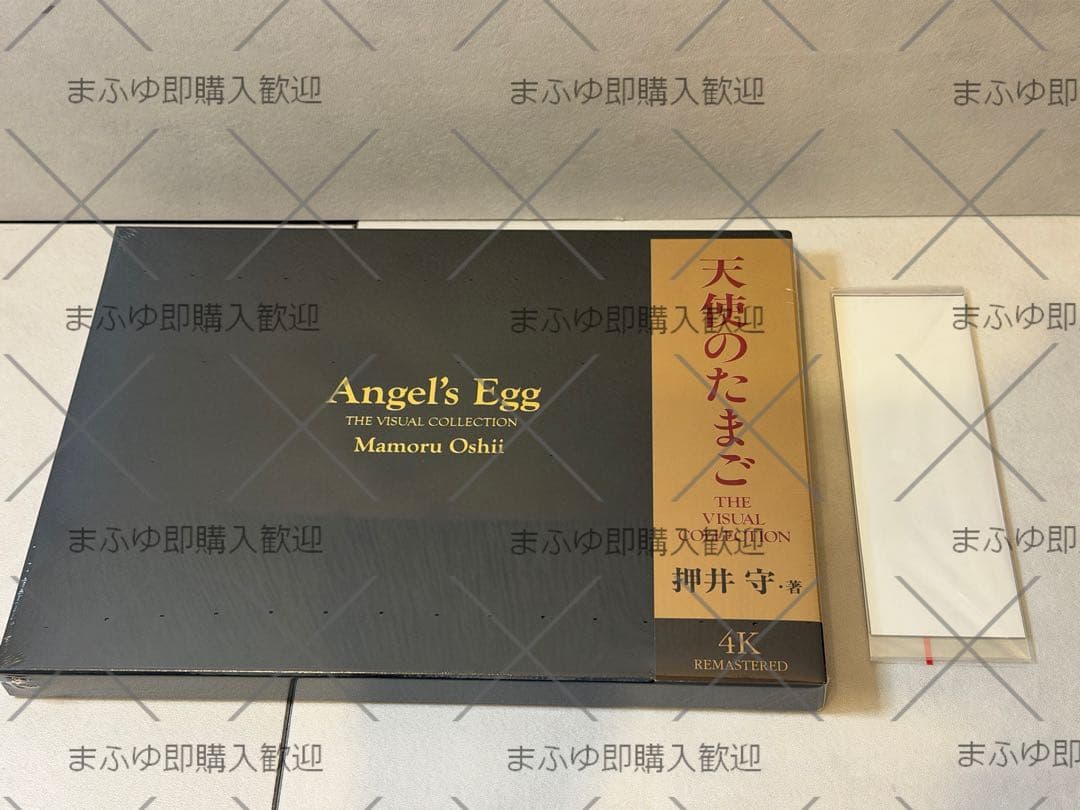 まふゆ即購入歓迎
まふゆ即購入歓迎
まふゆ即
まふゆ即購入歓迎
まふゆ即購入歓迎
まふゆ即
Angel's Egg
THE VISUAL COLLECTION
Mamoru Oshii
天使のたまご
THE
VISUAL
COLLECTION
押井 守・著
4K
REMASTERED
まふゆ即購入歓迎
まふゆ即購入歓迎
まふゆ即
まふゆ即購入歓迎
まふゆ即購入歓迎
まふゆ即